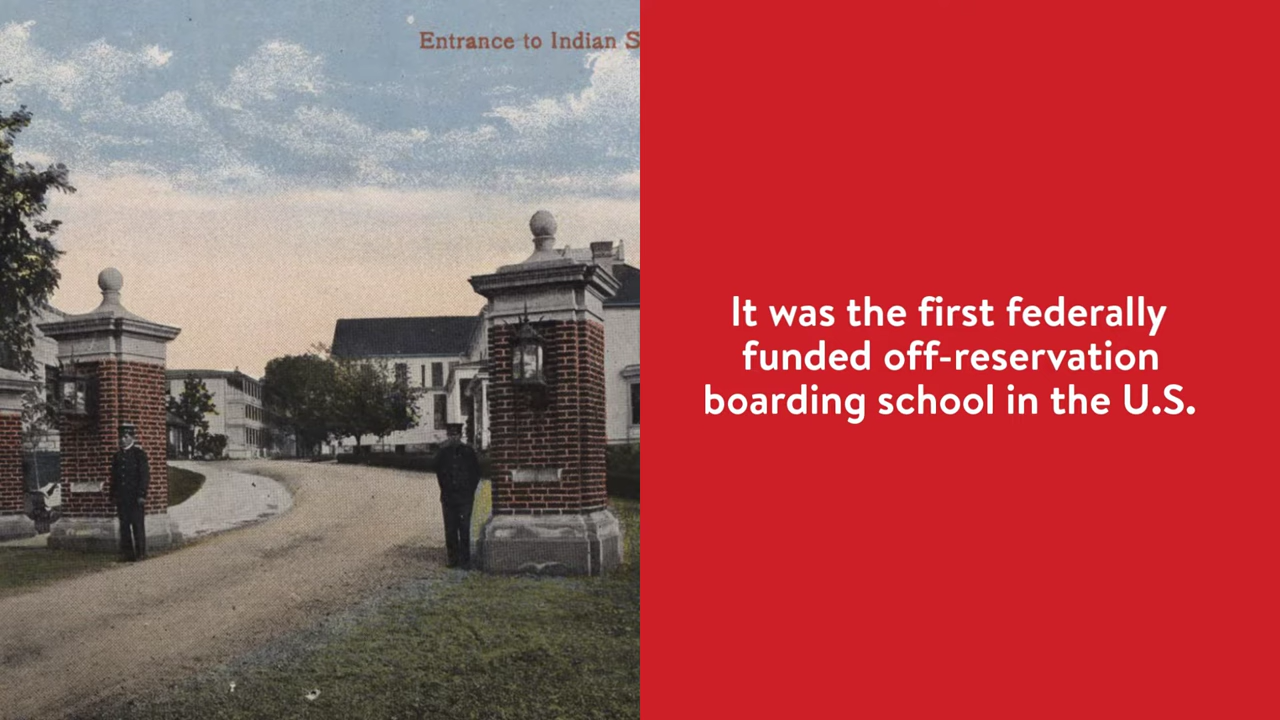 Entrance to Indian
It was the first federally
funded off-reservation
boarding school in the U.S.